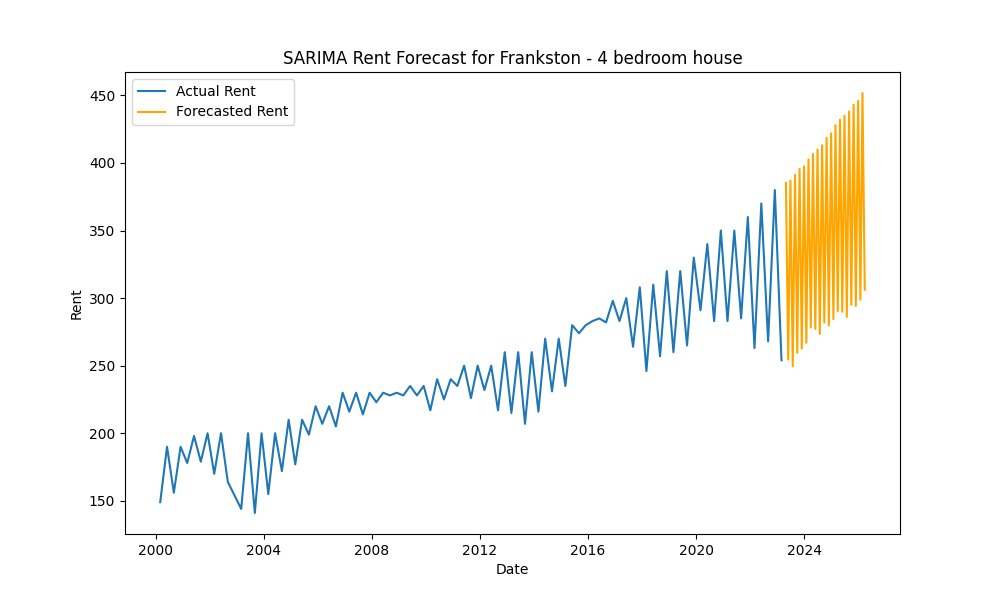 SARIMA Rent Forecast for Frankston - 4 bedroom house
Actual Rent
Forecasted Rent
450
400
350
300
250
200
150
Rent
2000 2004 2008 2012 2016 2020 2024
Date